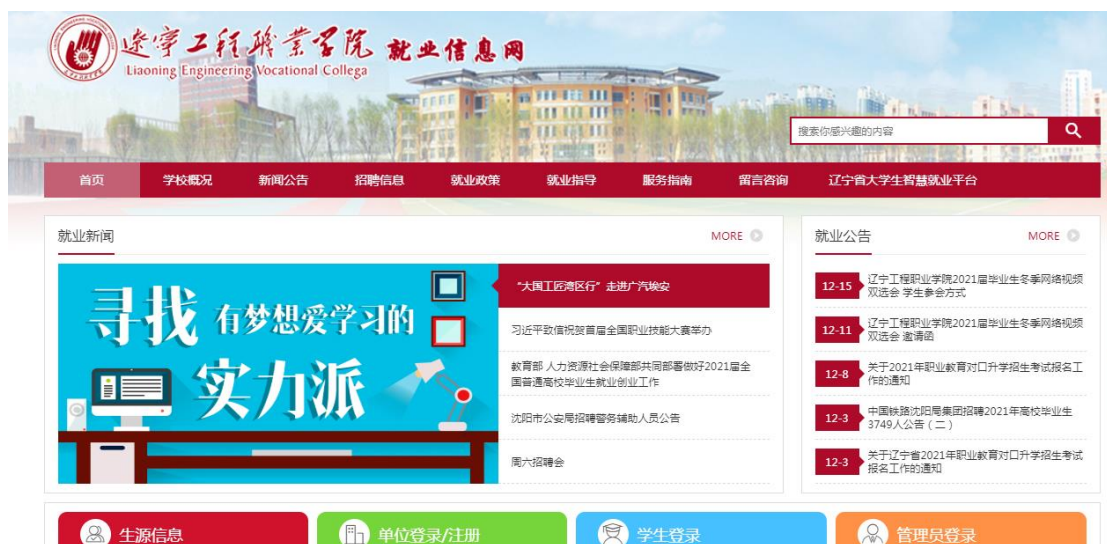 辽宁工程职业学院 就业信息网
Liaoning Engineering Vocational Collega
搜索你感兴趣的内容
首页 学校概况 新闻公告 招聘信息 就业政策 就业指导 服务指南 留言咨询 辽宁省大学生智慧就业平台
就业新闻 MORE
寻找 有梦想爱学习的
实力派
“大国工匠湾区行” 走进广汽埃安
习近平致信祝贺首届全国职业技能大赛举办
教育部 人力资源社会保障部共同部署做好2021届全
国普通高校毕业生就业创业工作
沈阳市公安局招聘警务辅助人员公告
周六招聘会
就业公告 MORE
12-15 辽宁工程职业学院2021届毕业生冬季网络视频
双选会 学生参会方式
12-11 辽宁工程职业学院2021届毕业生冬季网络视频
双选会 邀请函
12-8 关于2021年职业教育对口升学招生考试报名工
作的通知
12-3 中国铁路沈阳局集团招聘2021年高校毕业生
3749人公告（二）
12-3 关于辽宁省2021年职业教育对口升学招生考试
报名工作的通知
生源信息 单位登录/注册 学生登录 管理员登录